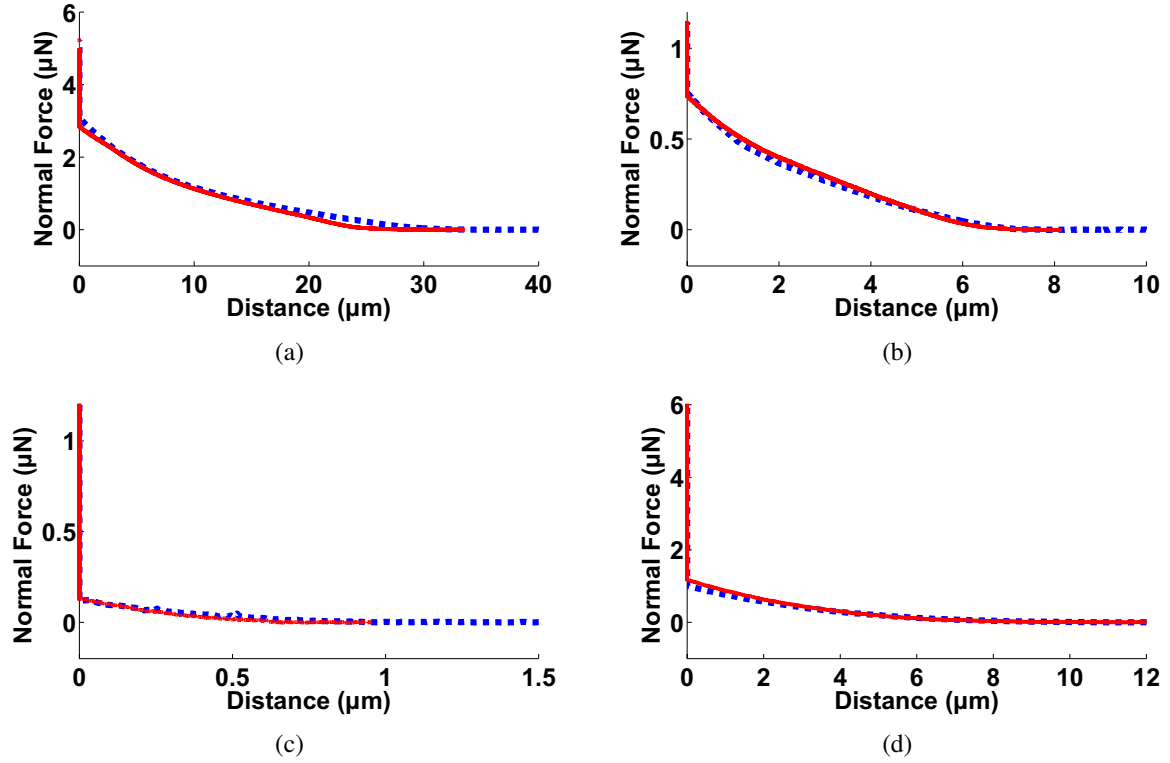 6
4
2
0
Normal Force (µN)
0 10 20 30 40
Distance (µm)
(a)
1
0.5
0
Normal Force (µN)
0 2 4 6 8 10
Distance (µm)
(b)
1
0.5
0
Normal Force (µN)
0 0.5 1 1.5
Distance (µm)
(c)
6
4
2
0
Normal Force (µN)
0 2 4 6 8 10 12
Distance (µm)
(d)